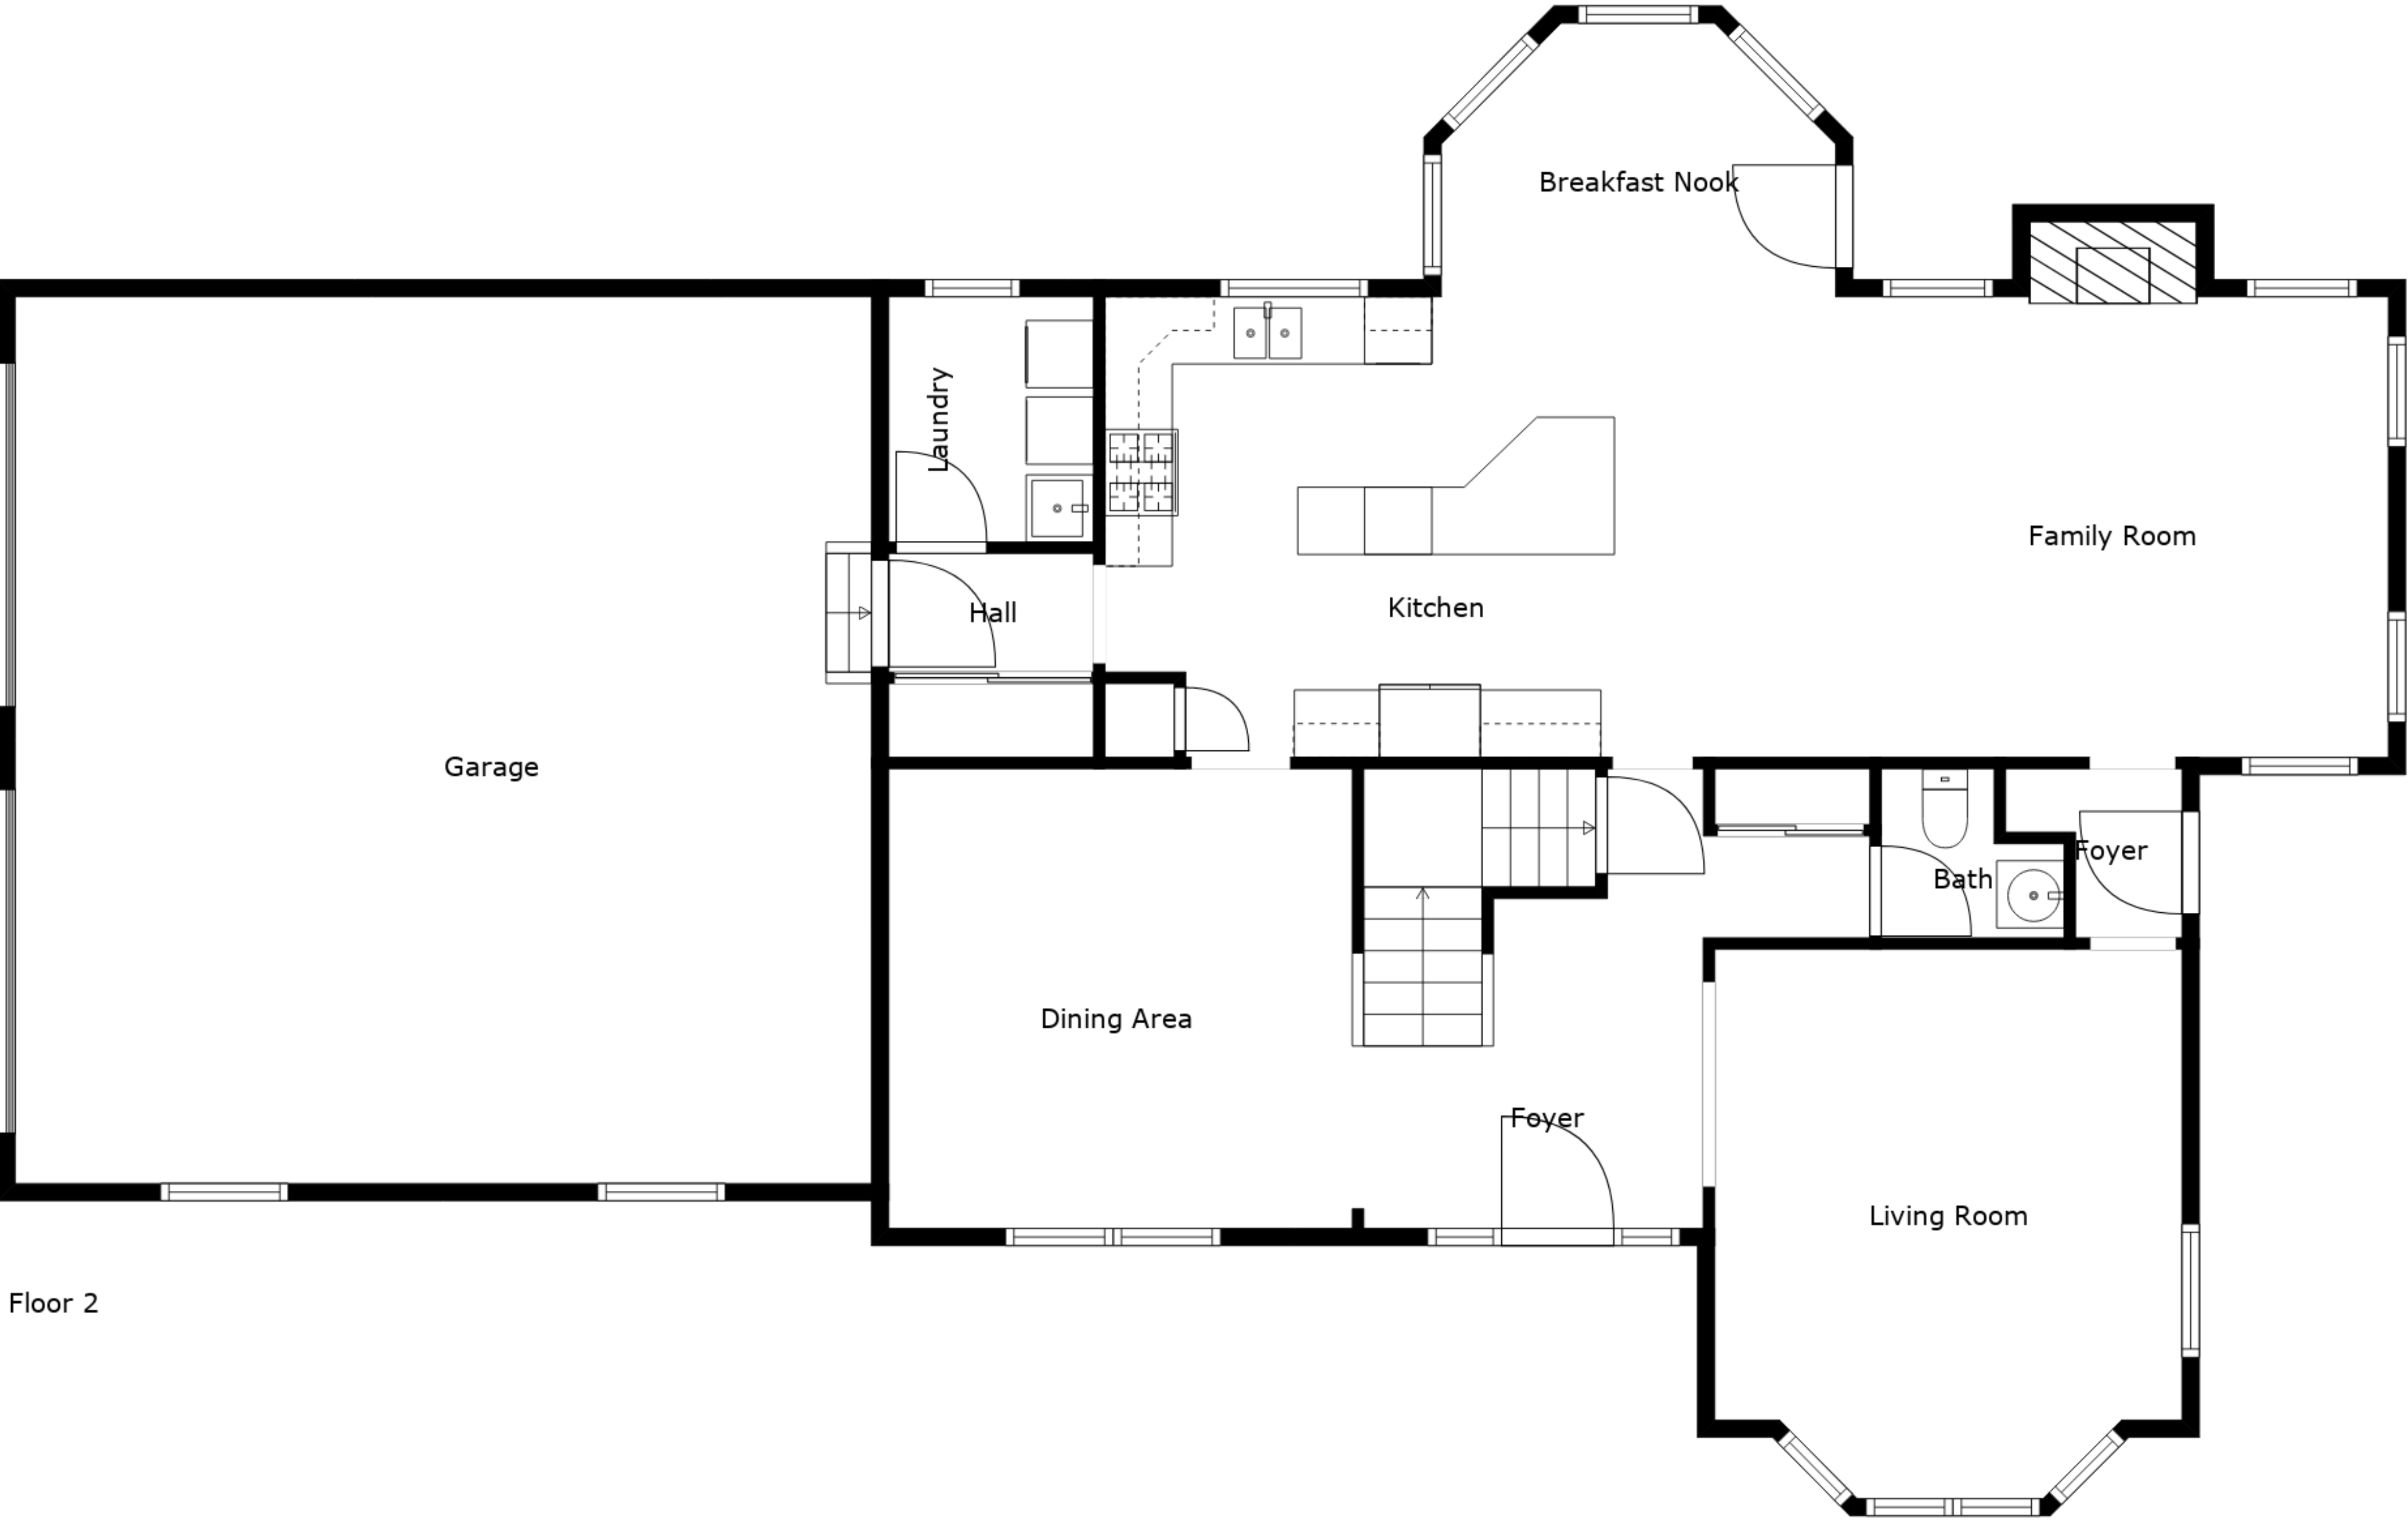 Breakfast Nook
Laundry
Family Room
Hall
Kitchen
Garage
Foyer
Bath
Dining Area
Foyer
Living Room
Floor 2